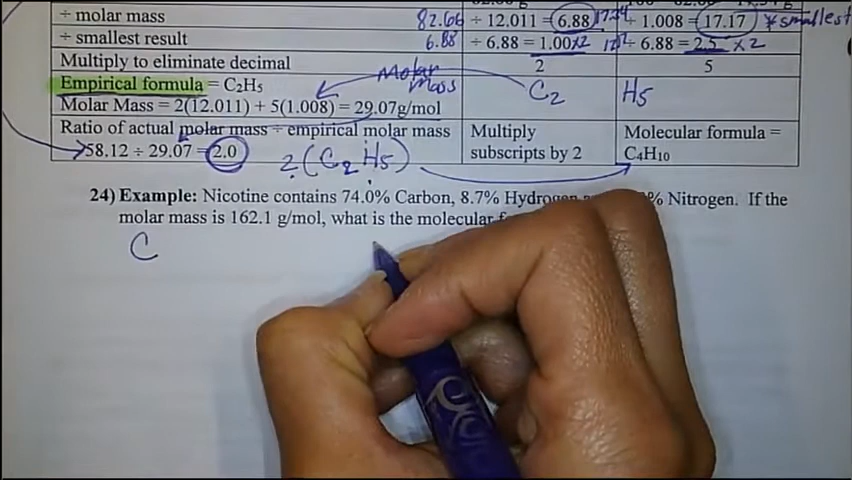 ÷ molar mass 82.66 ÷ 12.011 = 6.88 ÷ 1.008 = 17.17 * smallest
÷ smallest result 6.88 ÷ 6.88 = 1.00 x2 ÷ 6.88 = 2.5 x 2
Multiply to eliminate decimal 2 5
Molar Mass
Empirical formula = C₂H₅ C₂ H₅
Molar Mass = 2(12.011) + 5(1.008) = 29.07g/mol
Ratio of actual molar mass ÷ empirical molar mass Multiply Molecular formula =
58.12 ÷ 29.07 = 2.0 2(C₂H₅) subscripts by 2 C₄H₁₀
24) Example: Nicotine contains 74.0% Carbon, 8.7% Hydrogen % Nitrogen. If the
molar mass is 162.1 g/mol, what is the molecular
C